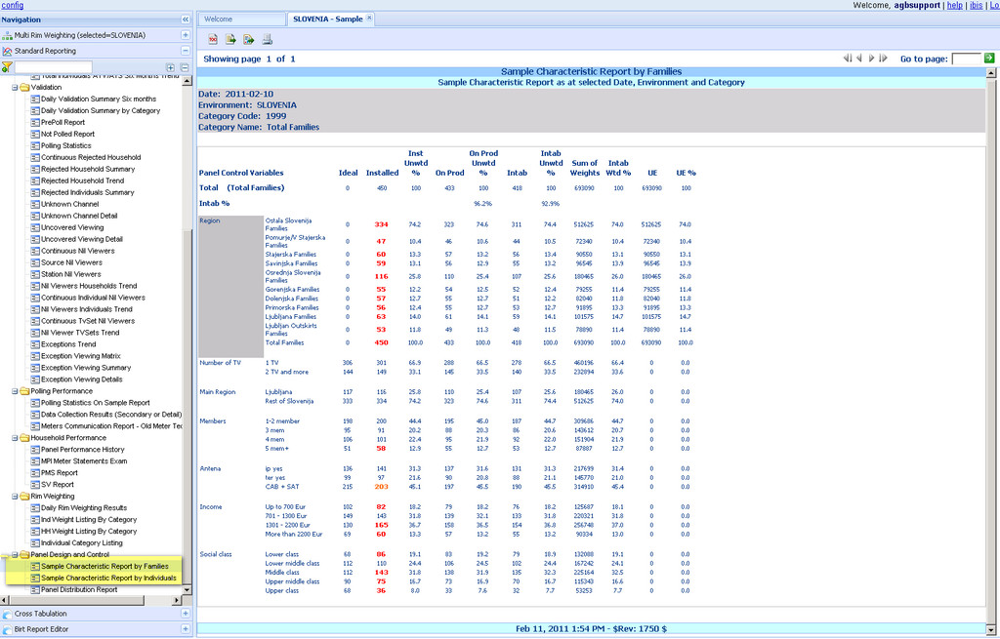 config
Welcome, agbsupport | help | ibis | Lo
Navigation
Multi Rim Weighting (selected=SLOVENIA)
Standard Reporting
Validation
Daily Validation Summary Six months
Daily Validation Summary by Category
PrePoll Report
Not Polled Report
Polling Statistics
Continuous Rejected Household
Rejected Household Summary
Rejected Household Trend
Rejected Individuals Summary
Unknown Channel
Unknown Channel Detail
Uncovered Viewing
Uncovered Viewing Detail
Continuous Nil Viewers
Source Nil Viewers
Station Nil Viewers
Nil Viewers Households Trend
Continuous Individual Nil Viewers
Nil Viewers Individuals Trend
Continuous TvSet Nil Viewers
Nil Viewer TVSets Trend
Exceptions Trend
Exception Viewing Matrix
Exception Viewing Summary
Exception Viewing Details
Polling Performance
Polling Statistics On Sample Report
Data Collection Results (Secondary or Detail)
Meters Communication Report - Old Meter Tec
Household Performance
Panel Performance History
MPI Meter Statements Exam
PMS Report
SV Report
Rim Weighting
Daily Rim Weighting Results
Ind Weight Listing By Category
HH Weight Listing By Category
Individual Category Listing
Panel Design and Control
Sample Characteristic Report by Families
Sample Characteristic Report by Individuals
Panel Distribution Report
Cross Tabulation
Birt Report Editor
Welcome
SLOVENIA - Sample
Showing page 1 of 1
Go to page:
Sample Characteristic Report by Families
Sample Characteristic Report as at selected Date, Environment and Category
Date: 2011-02-10
Environment: SLOVENIA
Category Code: 1999
Category Name: Total Families
Panel Control Variables Ideal Installed Inst Unwtd % On Prod On Prod Unwtd % Intab Intab Unwtd % Sum of Weights Intab Wtd % UE UE %
Total (Total Families) 0 450 100 433 100 418 100 693090 100 693090 100
Intab % 96.2% 92.9%
Region Ostala Slovenija Families 0 334 74.2 323 74.6 311 74.4 512625 74.0 512625 74.0
Pomurje/V Stajerska Families 0 47 10.4 46 10.6 44 10.5 72340 10.4 72340 10.4
Stajerska Families 0 60 13.3 57 13.2 56 13.4 90550 13.1 90550 13.1
Savinjska Families 0 59 13.1 56 12.9 55 13.2 96545 13.9 96545 13.9
Osrednja Slovenija Families 0 116 25.8 110 25.4 107 25.6 180465 26.0 180465 26.0
Gorenjska Families 0 55 12.2 54 12.5 52 12.4 79255 11.4 79255 11.4
Dolenjska Families 0 57 12.7 55 12.7 51 12.2 82040 11.8 82040 11.8
Primorska Families 0 56 12.4 55 12.7 53 12.7 91895 13.3 91895 13.3
Ljubljana Families 0 63 14.0 61 14.1 59 14.1 101575 14.7 101575 14.7
Ljubljan Outskirts Families 0 53 11.8 49 11.3 48 11.5 78890 11.4 78890 11.4
Total Families 0 450 100.0 433 100.0 418 100.0 693090 100.0 693090 100.0
Number of TV 1 TV 306 301 66.9 288 66.5 278 66.5 460196 66.4 0 0.0
2 TV and more 144 149 33.1 145 33.5 140 33.5 232894 33.6 0 0.0
Main Region Ljubljana 117 116 25.8 110 25.4 107 25.6 180465 26.0 0 0.0
Rest of Slovenija 333 334 74.2 323 74.6 311 74.4 512625 74.0 0 0.0
Members 1-2 member 198 200 44.4 195 45.0 187 44.7 309686 44.7 0 0.0
3 mem 95 91 20.2 88 20.3 86 20.6 143612 20.7 0 0.0
4 mem 106 101 22.4 95 21.9 92 22.0 151904 21.9 0 0.0
5 mem+ 51 58 12.9 55 12.7 53 12.7 87887 12.7 0 0.0
Antena ip yes 136 141 31.3 137 31.6 131 31.3 217699 31.4 0 0.0
ter yes 99 97 21.6 90 20.8 88 21.1 145770 21.0 0 0.0
CAB + SAT 215 203 45.1 197 45.5 190 45.5 314910 45.4 0 0.0
Income Up to 700 Eur 102 82 18.2 79 18.2 76 18.2 125687 18.1 0 0.0
701 - 1300 Eur 149 143 31.8 139 32.1 133 31.8 220321 31.8 0 0.0
1301 - 2200 Eur 130 165 36.7 158 36.5 154 36.8 256748 37.0 0 0.0
More than 2200 Eur 69 60 13.3 57 13.2 55 13.2 90334 13.0 0 0.0
Social class Lower class 68 86 19.1 83 19.2 79 18.9 132088 19.1 0 0.0
Lower middle class 112 110 24.4 106 24.5 102 24.4 167242 24.1 0 0.0
Middle class 112 143 31.8 138 31.9 135 32.3 225164 32.5 0 0.0
Upper middle class 90 75 16.7 73 16.9 70 16.7 115343 16.6 0 0.0
Upper class 68 36 8.0 33 7.6 32 7.7 53253 7.7 0 0.0
Feb 11, 2011 1:54 PM - $Rev: 1750 $